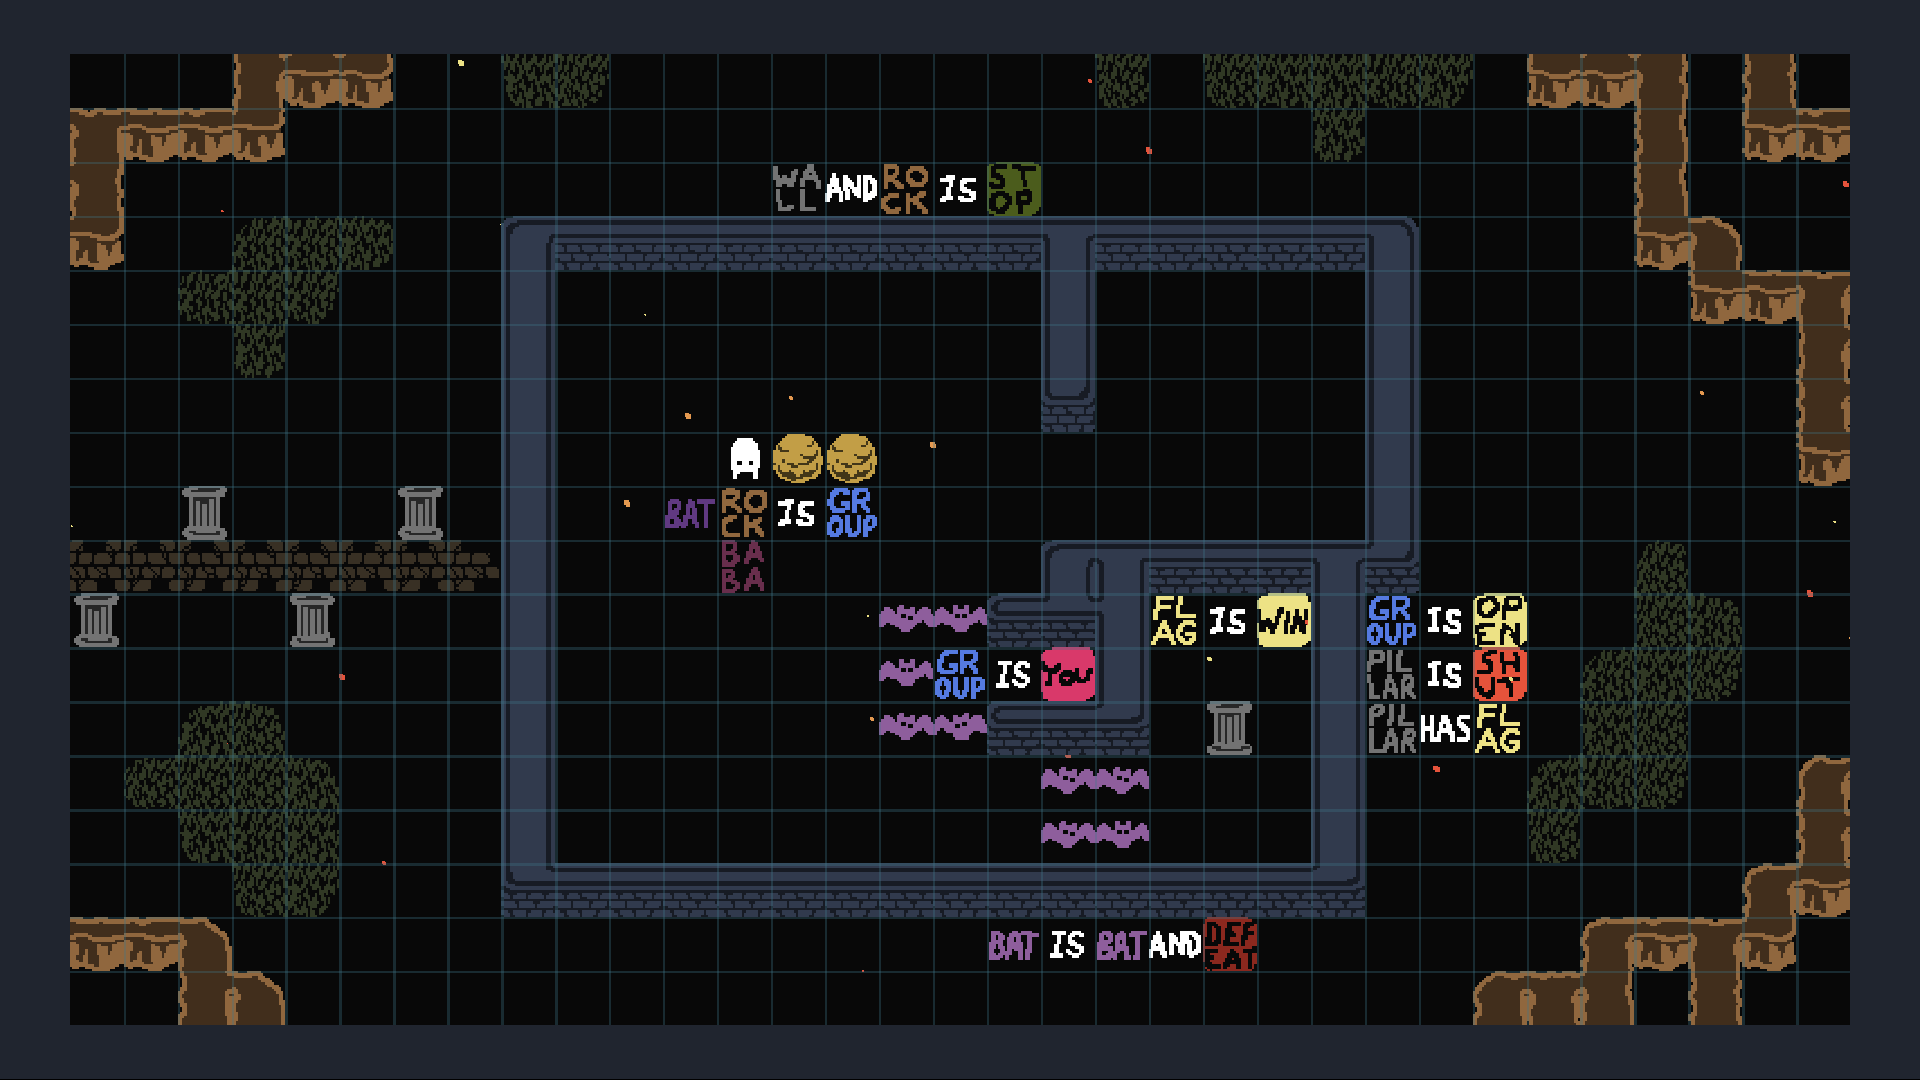 WALL AND ROCK IS STOP
BAT ROCK IS GROUP
BABA
FLAG IS WIN
GROUP IS OPEN
GROUP IS YOU
PILLAR IS SHUT
PILLAR HAS FLAG
BAT IS BAT AND DEFEAT